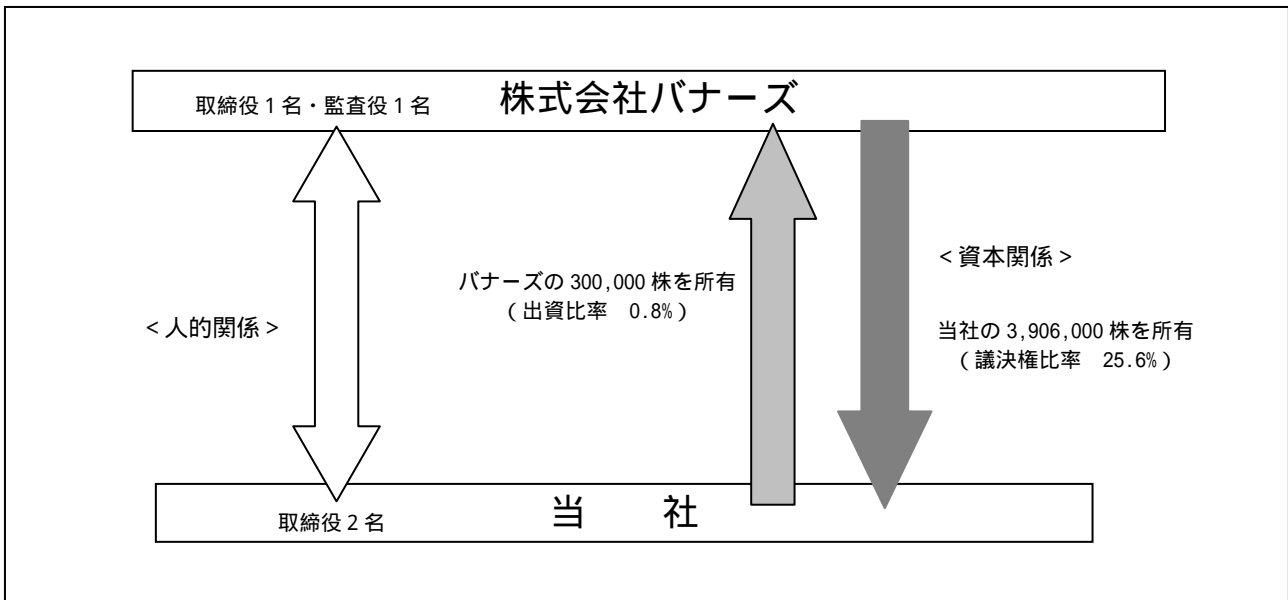 取締役1名・監査役1名 株式会社バナーズ
バナーズの 300,000 株を所有
(出資比率 0.8%)
<人的関係>
<資本関係>
当社の 3,906,000 株を所有
(議決権比率 25.6%)
取締役2名 当 社